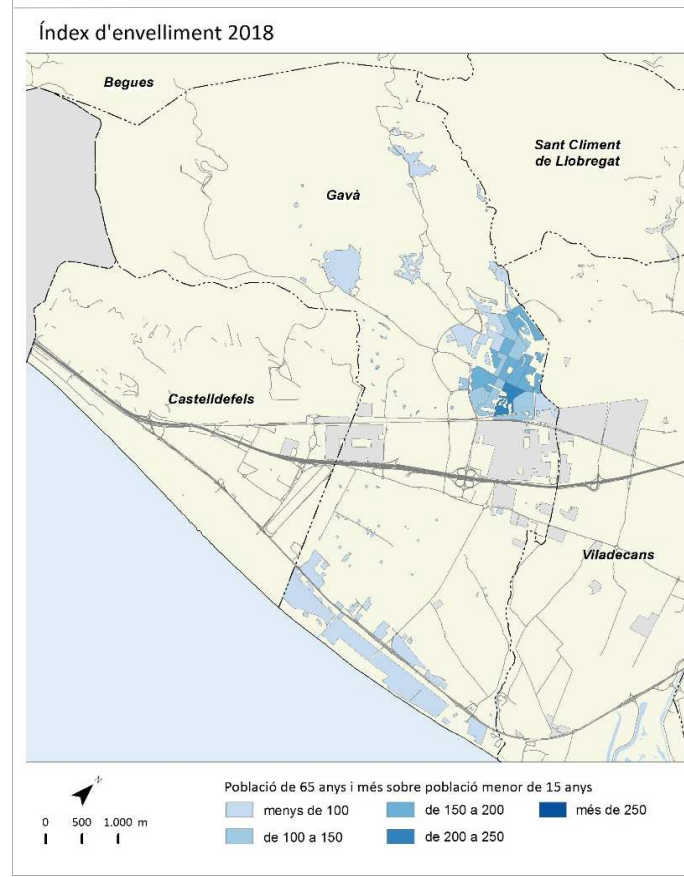 Índex d'envelliment 2018
Begues
Sant Climent
de Llobregat
Gavà
Castelldefels
Viladecans
N
0 500 1.000 m
Població de 65 anys i més sobre població menor de 15 anys
menys de 100
de 150 a 200
més de 250
de 100 a 150
de 200 a 250